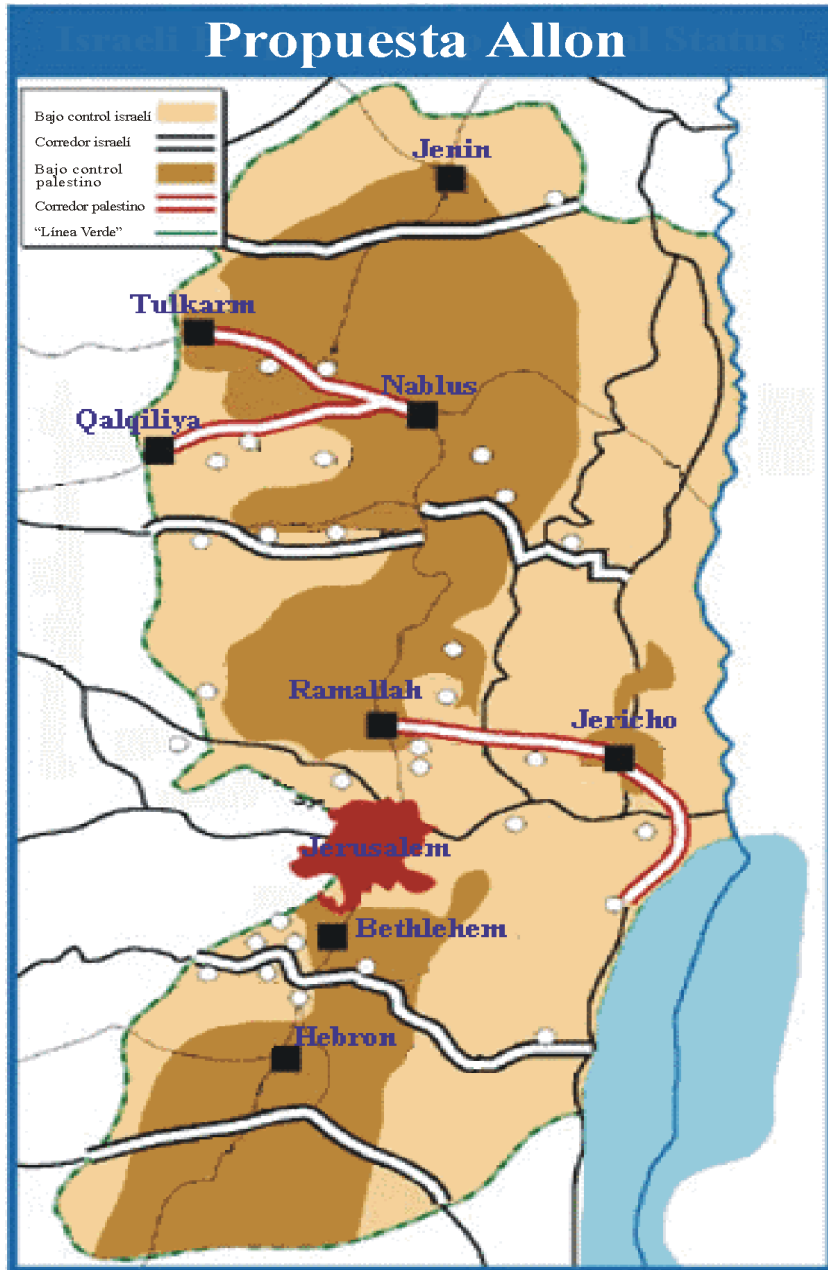 Propuesta Allon
Bajo control israelí
Corredor israelí
Bajo control
palestino
Corredor palestino
“Línea Verde”
Jenin
Tulkarm
Nablus
Qalqiliya
Ramallah
Jericho
Jerusalem
Bethlehem
Hebron